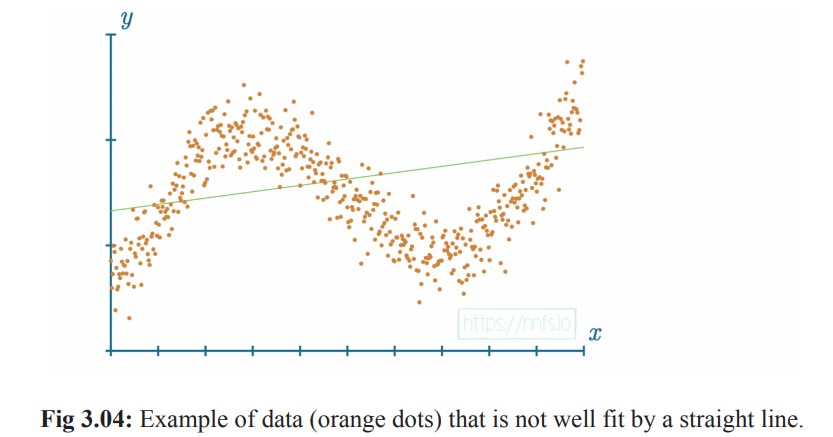 y
https://nnfs.io
x
Fig 3.04: Example of data (orange dots) that is not well fit by a straight line.